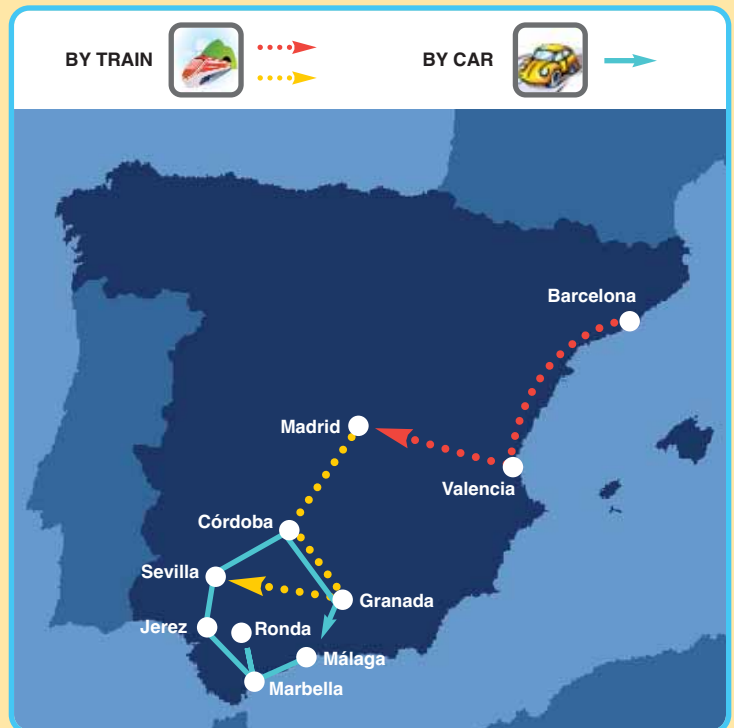 BY TRAIN
BY CAR
Barcelona
Madrid
Valencia
Córdoba
Sevilla
Granada
Jerez
Ronda
Málaga
Marbella